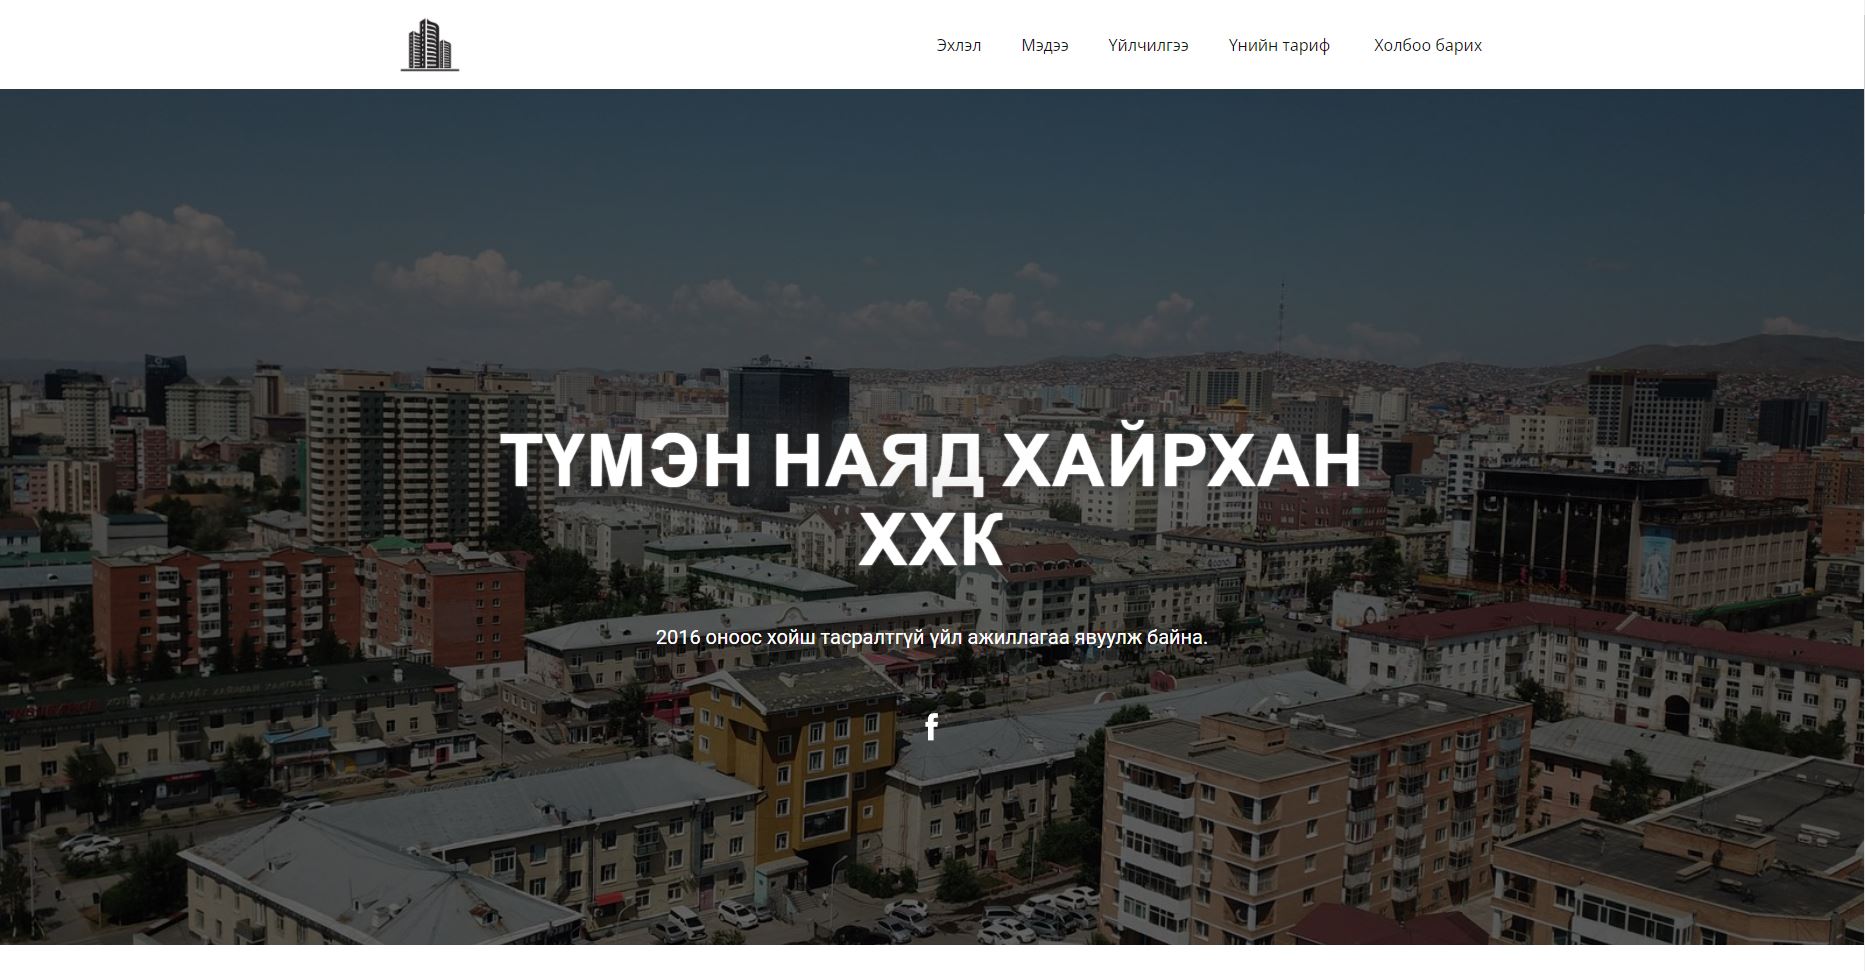 Эхлэл
Мэдээ
Үйлчилгээ
Үнийн тариф
Холбоо барих
ТҮМЭН НАЯД ХАЙРХАН
ХХК
2016 оноос хойш тасралтгүй үйл ажиллагаа явуулж байна.